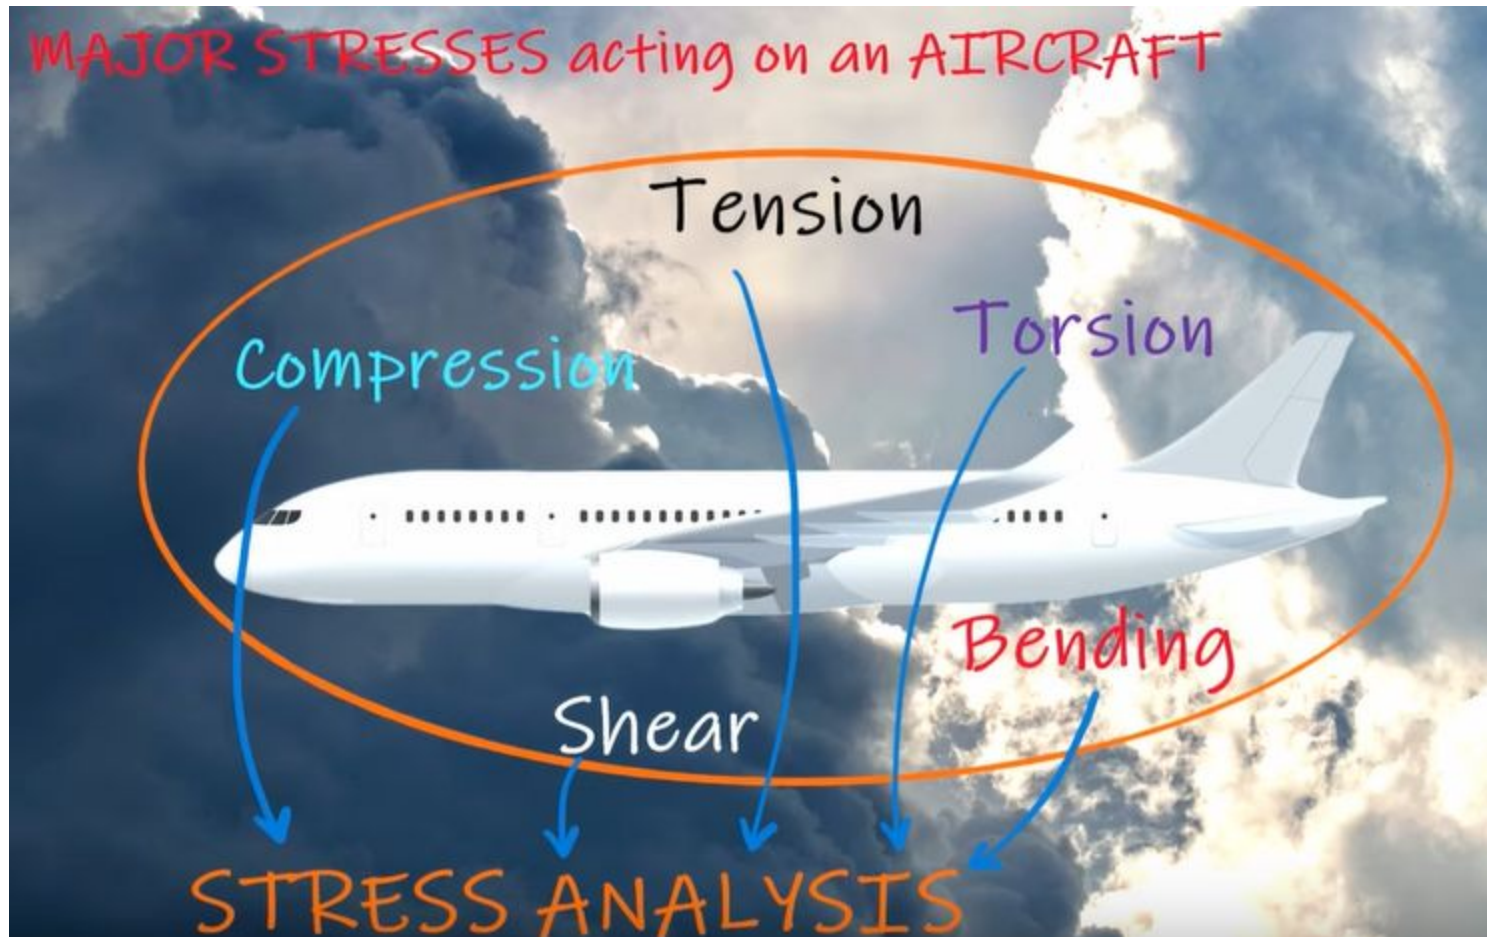 MAJOR STRESSES acting on an AIRCRAFT
Tension
Torsion
Compression
Bending
Shear
STRESS ANALYSIS